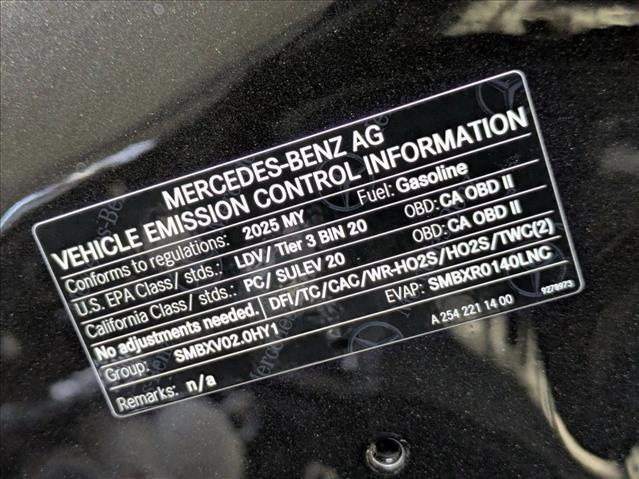 MERCEDES-BENZ AG
VEHICLE EMISSION CONTROL INFORMATION
Conforms to regulations: 2025 MY Fuel: Gasoline
U.S. EPA Class/ stds.: LDV/ Tier 3 BIN 20 OBD: CA OBD II
California Class/ stds.: PC/ SULEV 20 OBD: CA OBD II
No adjustments needed. DFI/TC/CAC/WR-HO2S/HO2S/TWC(2)
Group: SMBXV02.0HY1 EVAP: SMBXR0140LNC
Remarks: n/a A 254 221 14 00 9278973